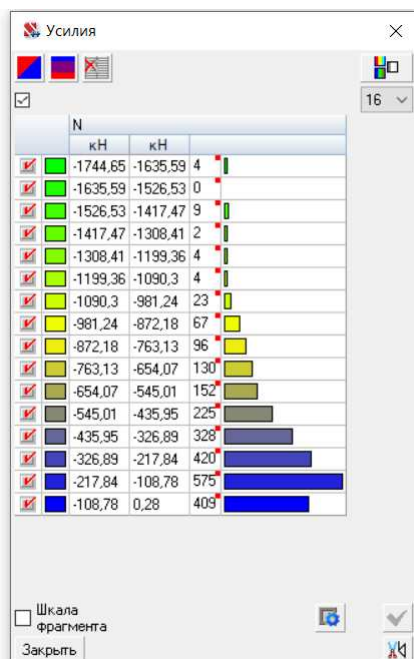 Усилия
16
N
кН кН
-1744,65 -1635,59 4
-1635,59 -1526,53 0
-1526,53 -1417,47 9
-1417,47 -1308,41 2
-1308,41 -1199,36 4
-1199,36 -1090,3 4
-1090,3 -981,24 23
-981,24 -872,18 67
-872,18 -763,13 96
-763,13 -654,07 130
-654,07 -545,01 152
-545,01 -435,95 225
-435,95 -326,89 328
-326,89 -217,84 420
-217,84 -108,78 575
-108,78 0,28 409
Шкала
фрагмента
Закрыть